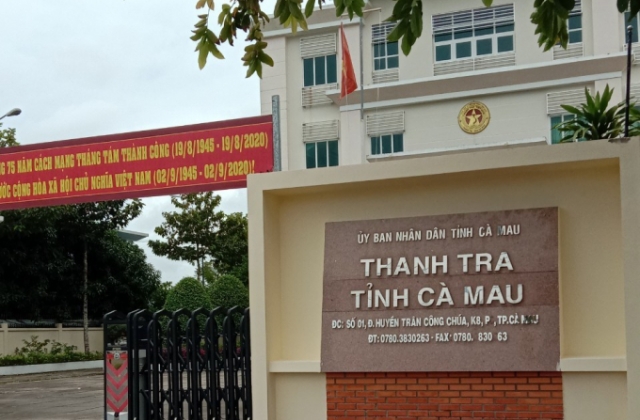 NG 75 NĂM CÁCH MẠNG THÁNG TÁM THÀNH CÔNG (19/8/1945 - 19/8/2020)
ƯỚC CỘNG HÒA XÃ HỘI CHỦ NGHĨA VIỆT NAM (02/9/1945 -02/9/2020)
ỦY BAN NHÂN DÂN TỈNH CÀ MAU
THANH TRA
TỈNH CÀ MAU
ĐC: SỐ 01, Đ.HUYỀN TRÂN CÔNG CHÚA, K8, P , TP.CÀ MAU
ĐT: 0780.3830263 - FAX: 0780. 830 63